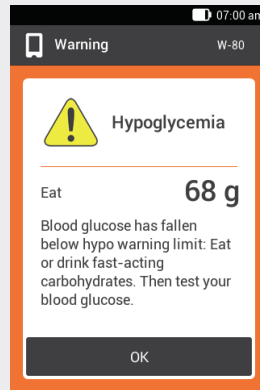 07:00 am
Warning W-80
Hypoglycemia
Eat 68 g
Blood glucose has fallen
below hypo warning limit: Eat
or drink fast-acting
carbohydrates. Then test your
blood glucose.
OK